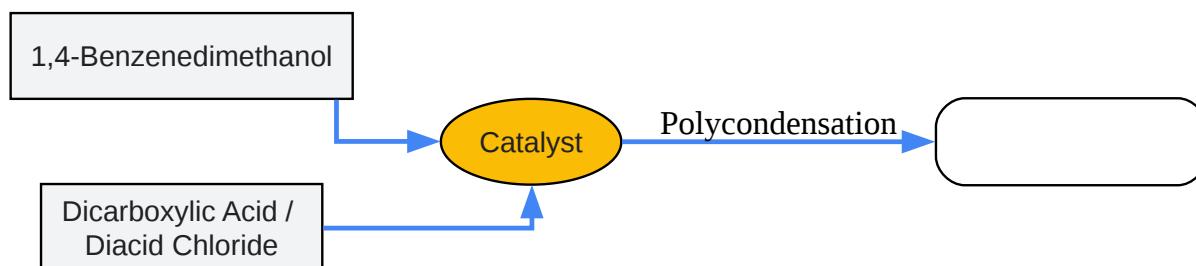 1,4-Benzenedimethanol
Catalyst
Polycondensation
Dicarboxylic Acid /
Diacid Chloride